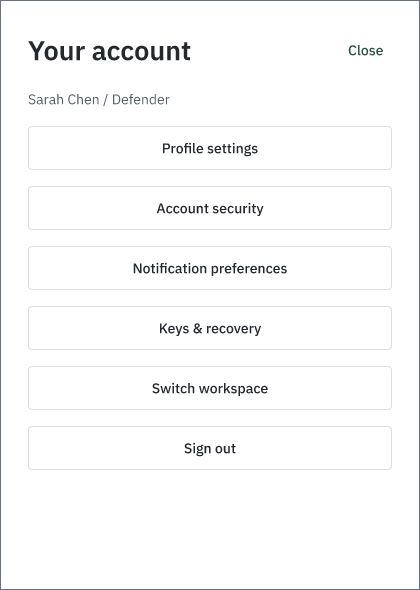 Your account
Close
Sarah Chen / Defender
Profile settings
Account security
Notification preferences
Keys & recovery
Switch workspace
Sign out